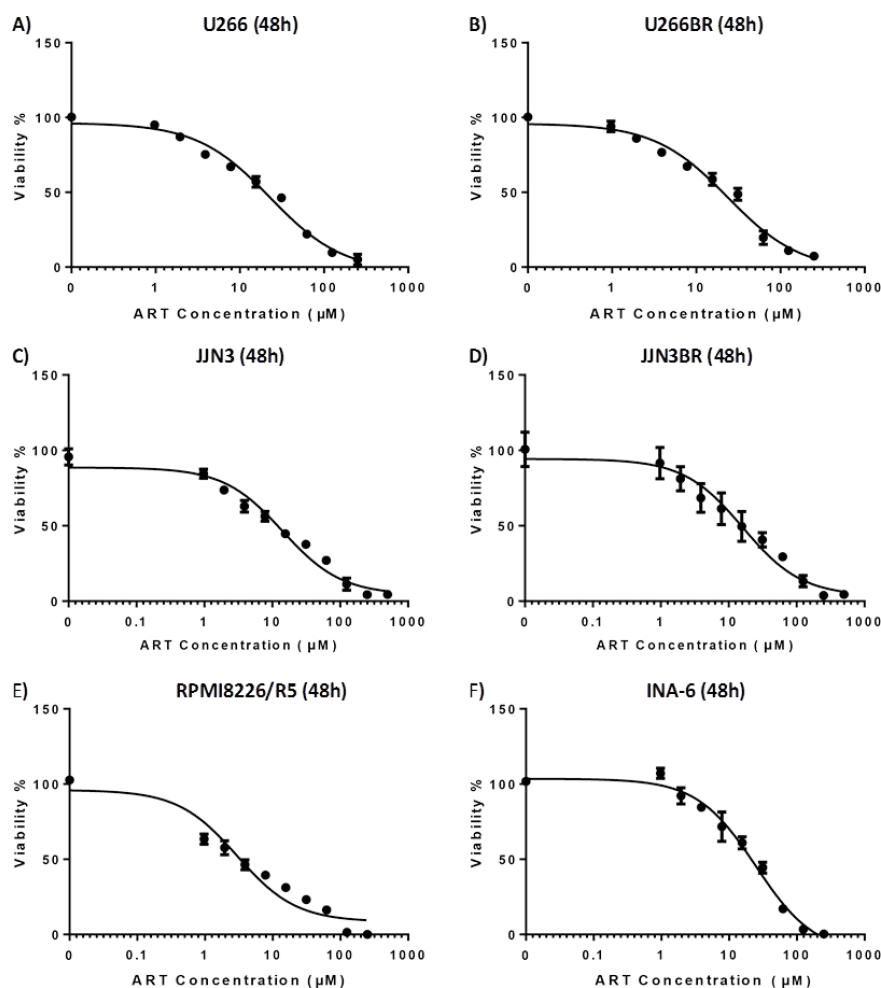 A) U266 (48h)
150
100
50
0
Viability %
0 1 10 100 1000
ART Concentration (µM)
B) U266BR (48h)
150
100
50
0
Viability %
0 1 10 100 1000
ART Concentration (µM)
C) JJN3 (48h)
150
100
50
0
Viability %
0 0.1 1 10 100 1000
ART Concentration (µM)
D) JJN3BR (48h)
150
100
50
0
Viability %
0 0.1 1 10 100 1000
ART Concentration (µM)
E) RPMI8226/R5 (48h)
150
100
50
0
Viability %
0 0.1 1 10 100 1000
ART Concentration (µM)
F) INA-6 (48h)
150
100
50
0
Viability %
0 0.1 1 10 100 1000
ART Concentration (µM)